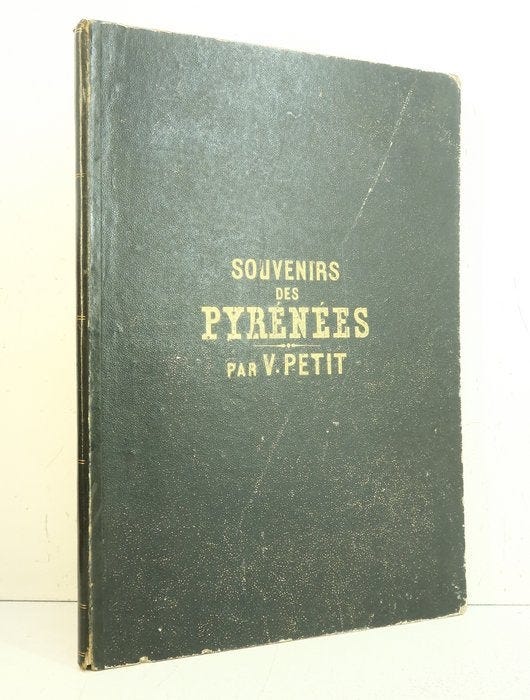 SOUVENIRS
DES
PYRÉNÉES
PAR V. PETIT